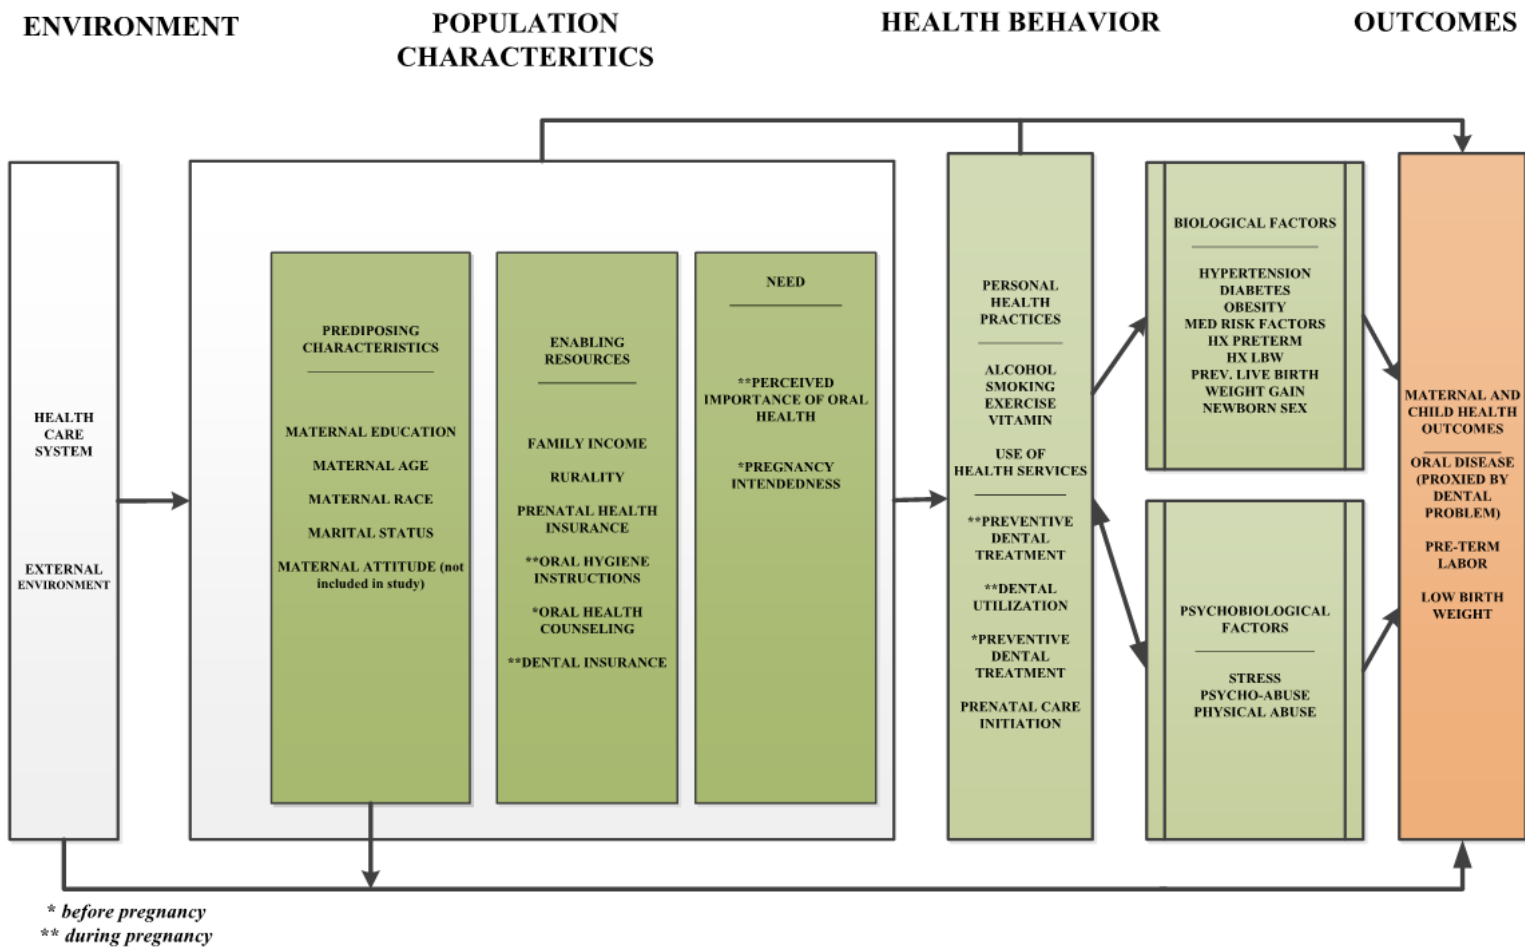 ENVIRONMENT
POPULATION
CHARACTERITICS
HEALTH BEHAVIOR
OUTCOMES
HEALTH
CARE
SYSTEM
EXTERNAL
ENVIRONMENT
PREDIPOSING
CHARACTERISTICS
MATERNAL EDUCATION
MATERNAL AGE
MATERNAL RACE
MARITAL STATUS
MATERNAL ATTITUDE (not
included in study)
ENABLING
RESOURCES
FAMILY INCOME
RURALITY
PRENATAL HEALTH
INSURANCE
**ORAL HYGIENE
INSTRUCTIONS
*ORAL HEALTH
COUNSELING
**DENTAL INSURANCE
NEED
**PERCEIVED
IMPORTANCE OF ORAL
HEALTH
*PREGNANCY
INTENDEDNESS
PERSONAL
HEALTH
PRACTICES
ALCOHOL
SMOKING
EXERCISE
VITAMIN
USE OF
HEALTH SERVICES
**PREVENTIVE
DENTAL
TREATMENT
**DENTAL
UTILIZATION
*PREVENTIVE
DENTAL
TREATMENT
PRENATAL CARE
INITIATION
BIOLOGICAL FACTORS
HYPERTENSION
DIABETES
OBESITY
MED RISK FACTORS
HX PRETERM
HX LBW
PREV. LIVE BIRTH
WEIGHT GAIN
NEWBORN SEX
PSYCHOBIOLOGICAL
FACTORS
STRESS
PSYCHO-ABUSE
PHYSICAL ABUSE
MATERNAL AND
CHILD HEALTH
OUTCOMES
ORAL DISEASE
(PROXIED BY
DENTAL
PROBLEM)
PRE-TERM
LABOR
LOW BIRTH
WEIGHT
* before pregnancy
** during pregnancy